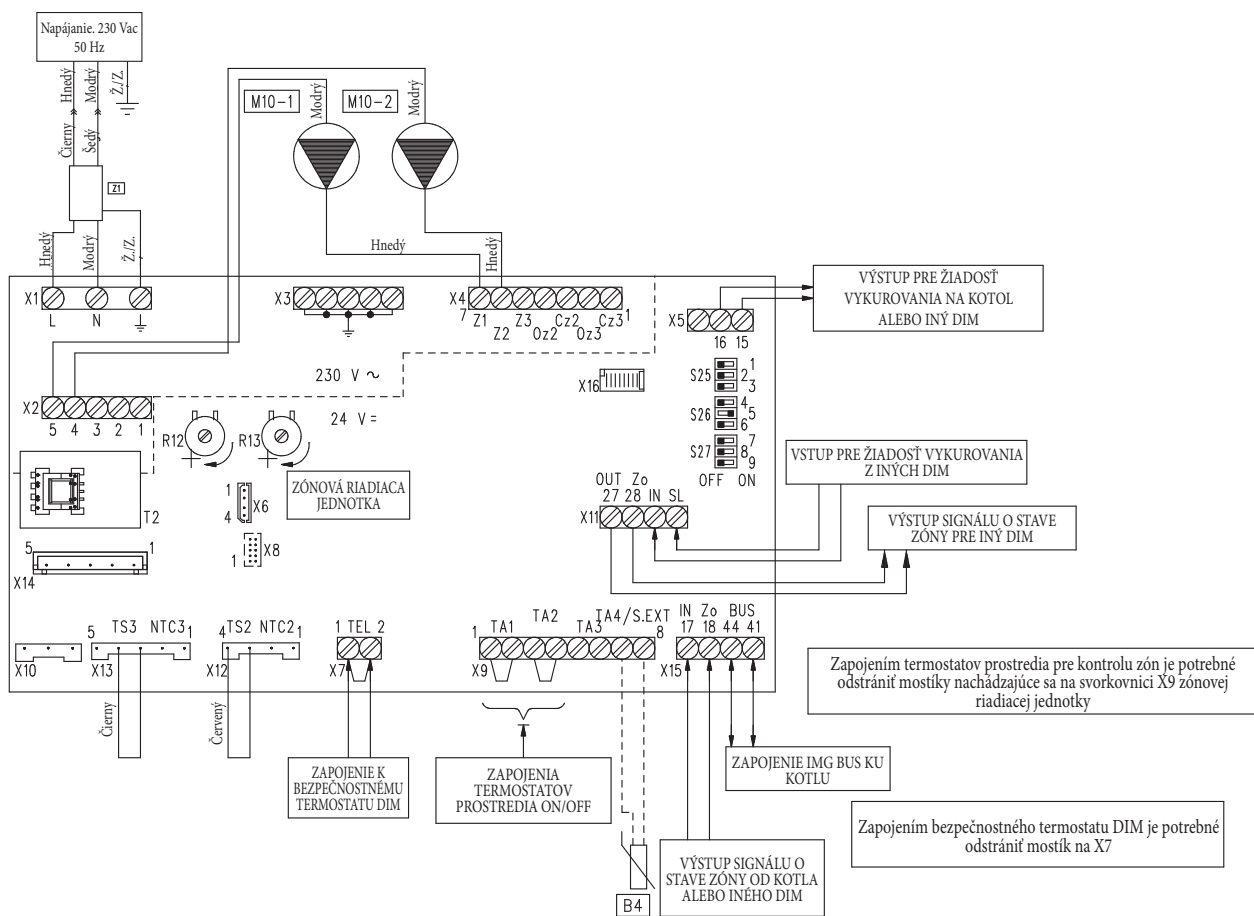 Napájanie. 230 Vac
50 Hz
Hnedý
Modrý
Ž./Z.
Čierny
Šedý
Z1
Hnedý
Modrý
Ž./Z.
M10-1
Modrý
M10-2
Modrý
Hnedý
Hnedý
X1
L
N
X3
X4
7
1
Z1
Z2
Z3
Oz2
Cz2
Oz3
Cz3
X5
16
15
VÝSTUP PRE ŽIADOSŤ
VYKUROVANIA NA KOTOL
ALEBO INÝ DIM
X2
5
4
3
2
1
230 V ~
24 V =
X16
S25
1
2
3
S26
4
5
6
S27
7
8
9
OFF
ON
R12
R13
ZÓNOVÁ RIADIACA
JEDNOTKA
T2
1
4
X6
1
X8
5
1
X14
OUT Zo
27 28 IN SL
X11
VSTUP PRE ŽIADOSŤ VYKUROVANIA
Z INÝCH DIM
VÝSTUP SIGNÁLU O STAVE
ZÓNY PRE INÝ DIM
X10
5
TS3
NTC3
1
X13
4
TS2
NTC2
1
X12
1 TEL 2
X7
1
TA1
TA2
TA3
TA4/S.EXT
8
X9
IN Zo BUS
17 18 44 41
X15
Čierny
Červený
ZAPOJENIE K
BEZPEČNOSTNÉMU
TERMOSTATU DIM
ZAPOJENIA
TERMOSTATOV
PROSTREDIA ON/OFF
B4
VÝSTUP SIGNÁLU O
STAVE ZÓNY OD KOTLA
ALEBO INÉHO DIM
ZAPOJENIE IMG BUS KU
KOTLU
Zapojením termostatov prostredia pre kontrolu zón je potrebné
odstrániť mostíky nachádzajúce sa na svorkovnici X9 zónovej
riadiacej jednotky
Zapojením bezpečnostného termostatu DIM je potrebné
odstrániť mostík na X7